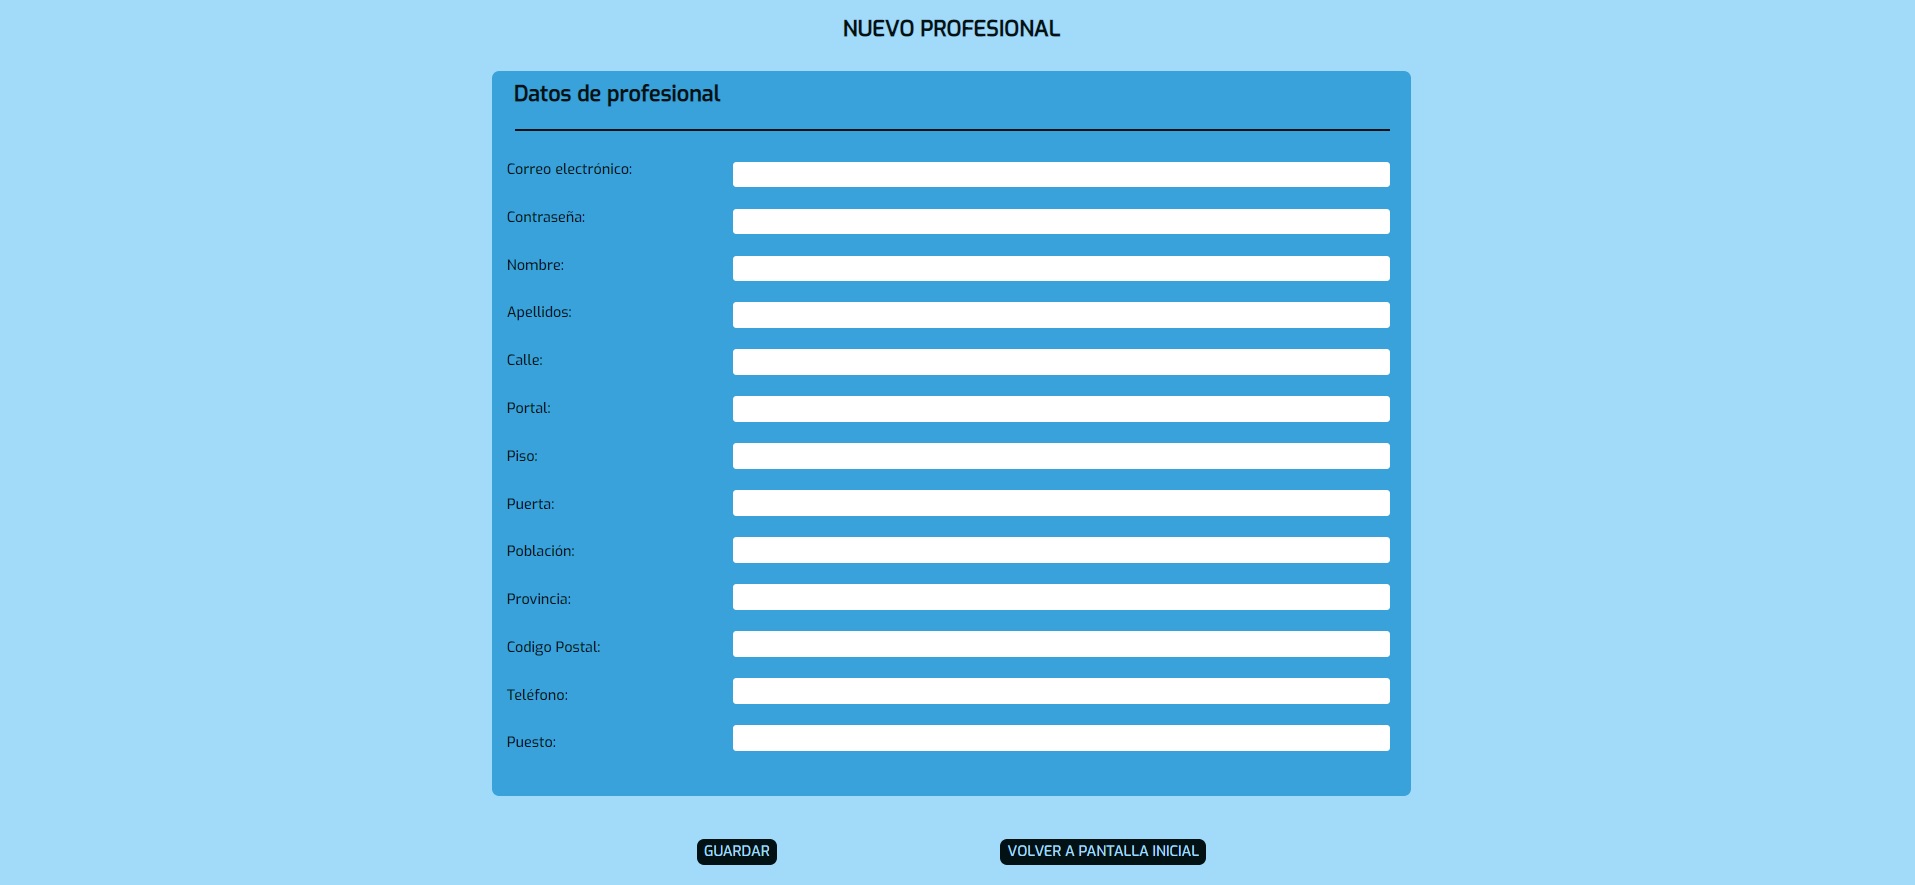 NUEVO PROFESIONAL
Datos de profesional
Correo electrónico:
Contraseña:
Nombre:
Apellidos:
Calle:
Portal:
Piso:
Puerta:
Población:
Provincia:
Codigo Postal:
Teléfono:
Puesto:
GUARDAR VOLVER A PANTALLA INICIAL